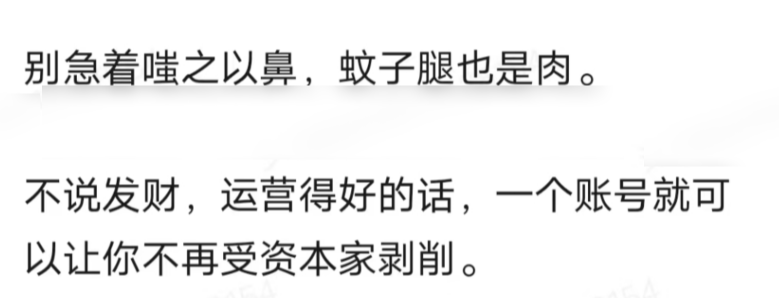 别急着嗤之以鼻，蚊子腿也是肉。
不说发财，运营得好的话，一个账号就可
以让你不再受资本家剥削。